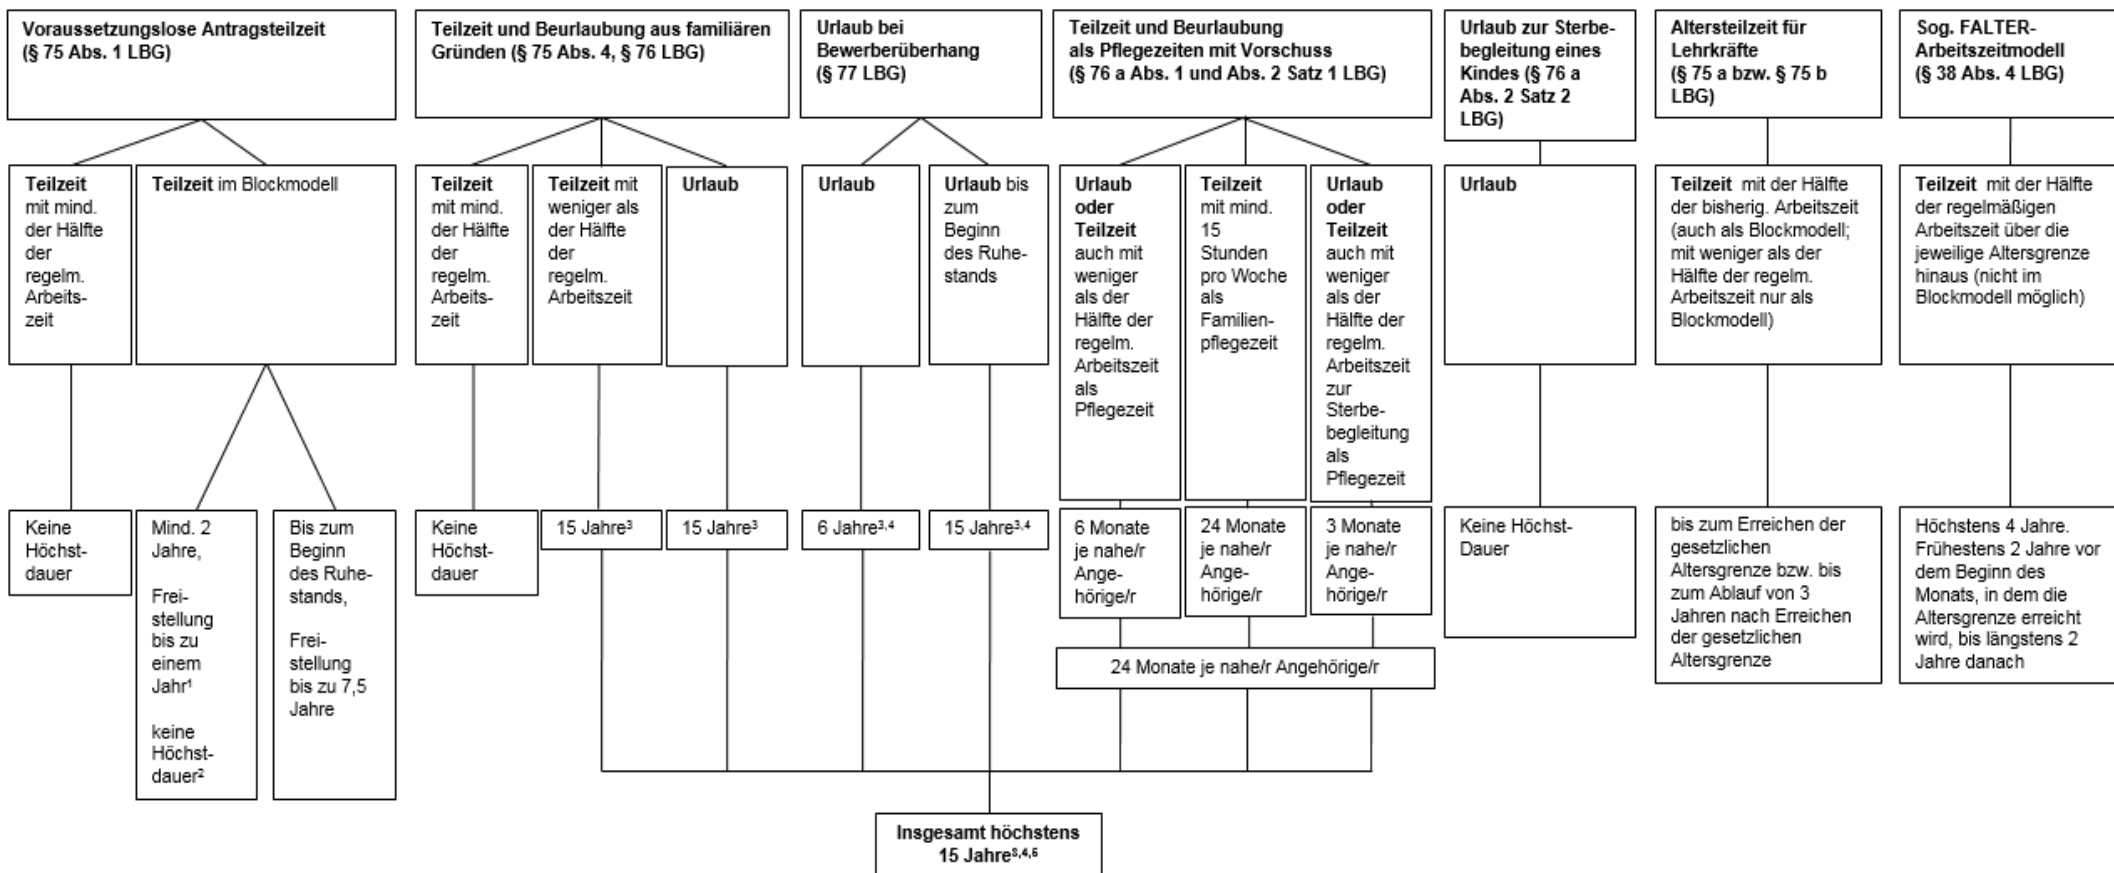 Voraussetzungslose Antragsteilzeit
(§ 75 Abs. 1 LBG)
Teilzeit und Beurlaubung aus familiären
Gründen (§ 75 Abs. 4, § 76 LBG)
Urlaub bei
Bewerberüberhang
(§ 77 LBG)
Teilzeit und Beurlaubung
als Pflegezeiten mit Vorschuss
(§ 76 a Abs. 1 und Abs. 2 Satz 1 LBG)
Urlaub zur Sterbe-
begleitung eines
Kindes (§ 76 a
Abs. 2 Satz 2
LBG)
Altersteilzeit für
Lehrkräfte
(§ 75 a bzw. § 75 b
LBG)
Sog. FALTER-
Arbeitszeitmodell
(§ 38 Abs. 4 LBG)
Teilzeit
mit mind.
der Hälfte
der
regelm.
Arbeits-
zeit
Teilzeit im Blockmodell
Teilzeit
mit mind.
der Hälfte
der
regelm.
Arbeits-
zeit
Teilzeit mit
weniger als
der Hälfte
der
regelm.
Arbeitszeit
Urlaub
Urlaub
Urlaub bis
zum
Beginn
des Ruhe-
stands
Urlaub
oder
Teilzeit
auch mit
weniger
als der
Hälfte der
regelm.
Arbeitszeit
als
Pflegezeit
Teilzeit
mit mind.
15
Stunden
pro Woche
als
Familien-
pflegezeit
Urlaub
oder
Teilzeit
auch mit
weniger
als der
Hälfte der
regelm.
Arbeitszeit
zur
Sterbe-
begleitung
als
Pflegezeit
Urlaub
Teilzeit mit der Hälfte
der bisherig. Arbeitszeit
(auch als Blockmodell;
mit weniger als der
Hälfte der regelm.
Arbeitszeit nur als
Blockmodell)
Teilzeit mit der Hälfte
der regelmäßigen
Arbeitszeit über die
jeweilige Altersgrenze
hinaus (nicht im
Blockmodell möglich)
Keine
Höchst-
dauer
Mind. 2
Jahre,
Frei-
stellung
bis zu
einem
Jahr¹
keine
Höchst-
dauer²
Bis zum
Beginn
des Ruhe-
stands,
Frei-
stellung
bis zu 7,5
Jahre
Keine
Höchst-
dauer
15 Jahre³
15 Jahre³
6 Jahre³,⁴
15 Jahre³,⁴
6 Monate
je nahe/r
Ange-
hörige/r
24 Monate
je nahe/r
Ange-
hörige/r
3 Monate
je nahe/r
Ange-
hörige/r
24 Monate je nahe/r Angehörige/r
Keine Höchst-
Dauer
bis zum Erreichen der
gesetzlichen
Altersgrenze bzw. bis
zum Ablauf von 3
Jahren nach Erreichen
der gesetzlichen
Altersgrenze
Höchstens 4 Jahre.
Frühestens 2 Jahre vor
dem Beginn des
Monats, in dem die
Altersgrenze erreicht
wird, bis längstens 2
Jahre danach
Insgesamt höchstens
15 Jahre³,⁴,⁵